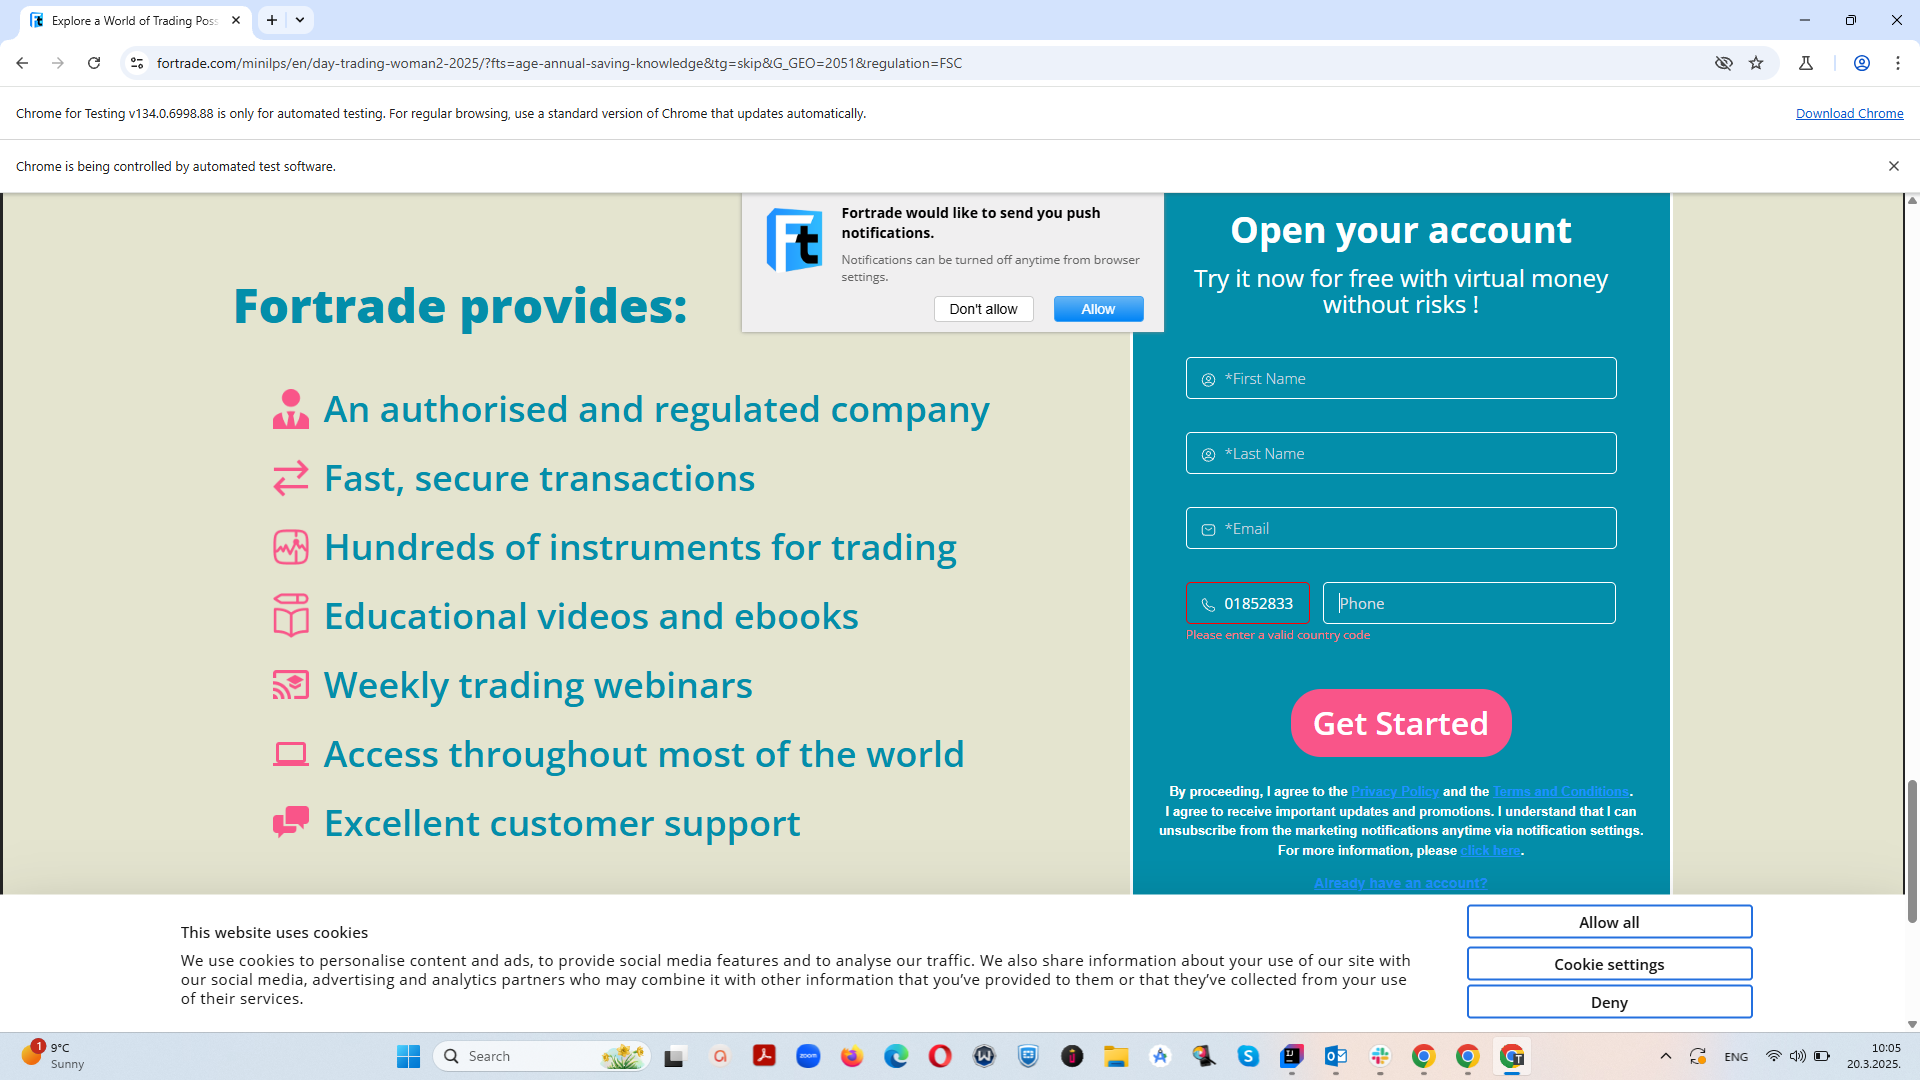 Explore a World of Trading Poss
fortrade.com/minilps/en/day-trading-woman2-2025/?fts=age-annual-saving-knowledge&tg=skip&G_GEO=2051&regulation=FSC
Chrome for Testing v134.0.6998.88 is only for automated testing. For regular browsing, use a standard version of Chrome that updates automatically.
Download Chrome
Chrome is being controlled by automated test software.
Ft
Fortrade would like to send you push
notifications.
Notifications can be turned off anytime from browser
settings.
Don't allow
Allow
Fortrade provides:
An authorised and regulated company
Fast, secure transactions
Hundreds of instruments for trading
Educational videos and ebooks
Weekly trading webinars
Access throughout most of the world
Excellent customer support
Open your account
Try it now for free with virtual money
without risks !
*First Name
*Last Name
*Email
01852833
Phone
Please enter a valid country code
Get Started
By proceeding, I agree to the Privacy Policy and the Terms and Conditions.
I agree to receive important updates and promotions. I understand that I can
unsubscribe from the marketing notifications anytime via notification settings.
For more information, please click here.
Already have an account?
This website uses cookies
We use cookies to personalise content and ads, to provide social media features and to analyse our traffic. We also share information about your use of our site with
our social media, advertising and analytics partners who may combine it with other information that you've provided to them or that they've collected from your use
of their services.
Allow all
Cookie settings
Deny
1
9°C
Sunny
Search
zoom
ENG
10:05
20.3.2025.